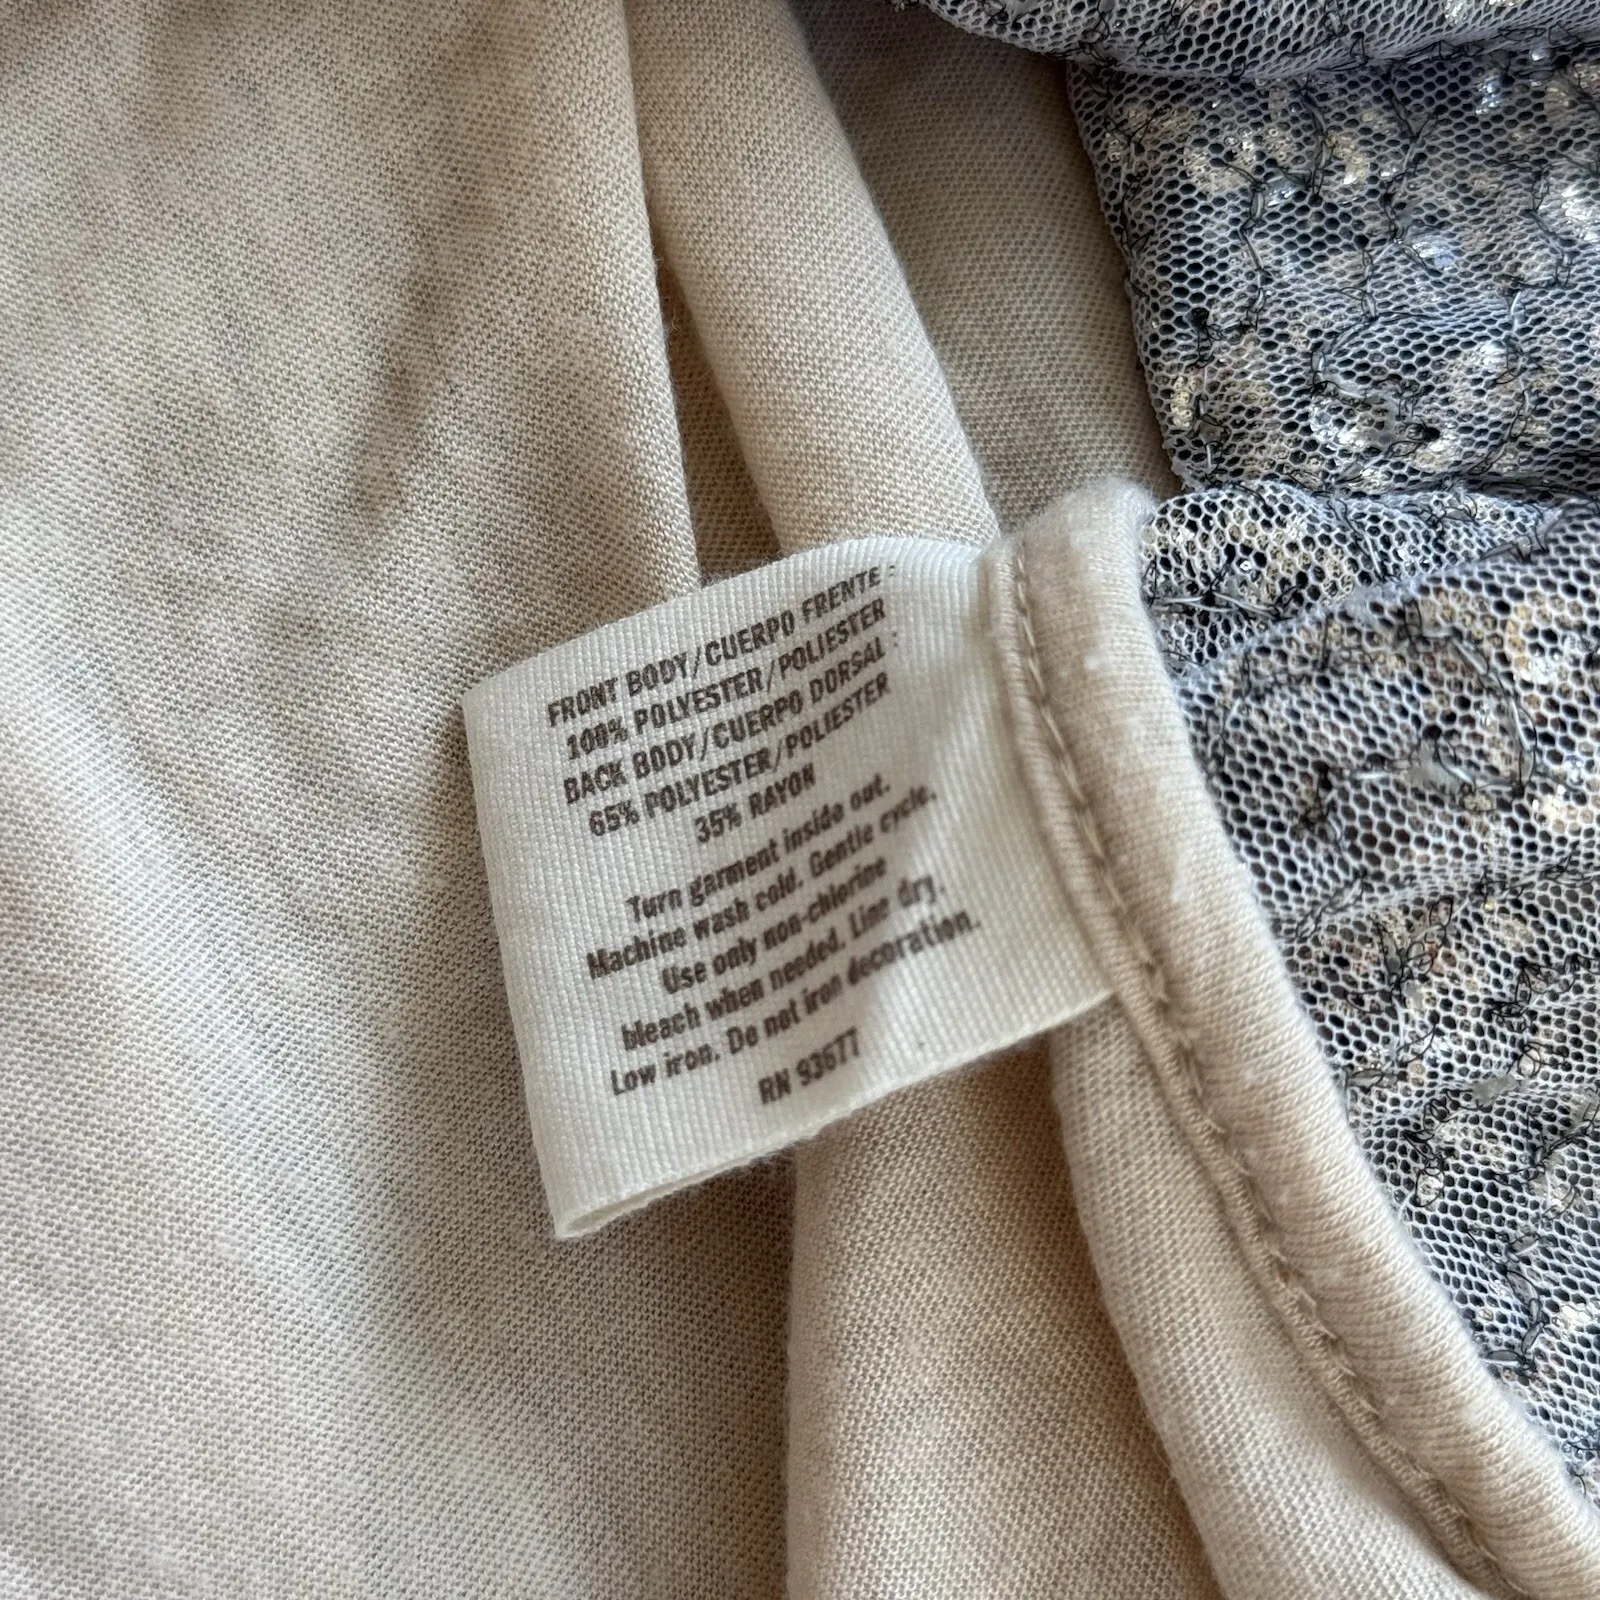 FRONT BODY/CUERPO FRENTE :
100% POLYESTER/POLIESTER
BACK BODY/CUERPO DORSAL :
65% POLYESTER/POLIESTER
35% RAYON
Turn garment inside out.
Machine wash cold. Gentle cycle.
Use only non-chlorine
bleach when needed. Line dry.
Low iron. Do not iron decoration.
RN 93677